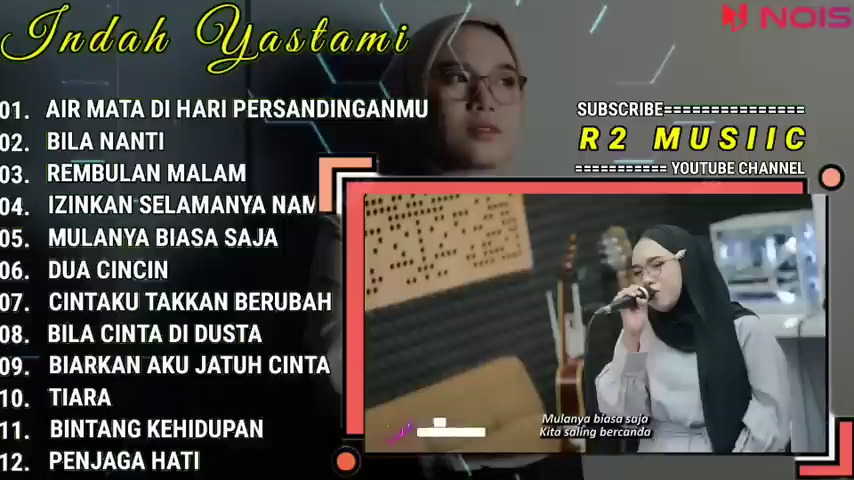 Indah Yastami
NOIS
01. AIR MATA DI HARI PERSANDINGANMU
02. BILA NANTI
03. REMBULAN MALAM
04. IZINKAN SELAMANYA NAM
05. MULANYA BIASA SAJA
06. DUA CINCIN
07. CINTAKU TAKKAN BERUBAH
08. BILA CINTA DI DUSTA
09. BIARKAN AKU JATUH CINTA
10. TIARA
11. BINTANG KEHIDUPAN
12. PENJAGA HATI
SUBSCRIBE===============
R2 MUSIIC
=========== YOUTUBE CHANNEL
Mulanya biasa saja
Kita saling bercanda